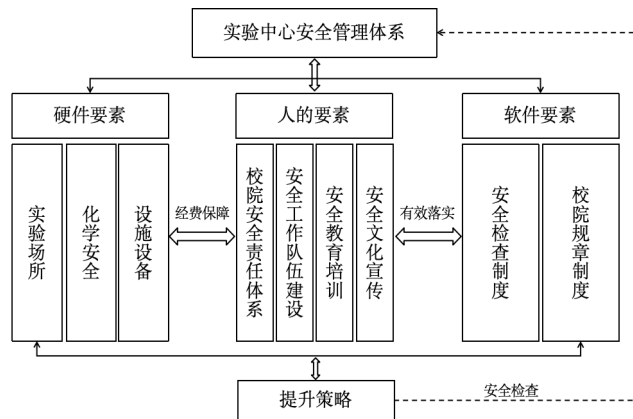 实验中心安全管理体系
硬件要素
人的要素
软件要素
实验场所
化学安全
设施设备
经费保障
校院安全责任体系
安全工作队伍建设
安全教育培训
安全文化宣传
有效落实
安全检查制度
校院规章制度
提升策略
安全检查